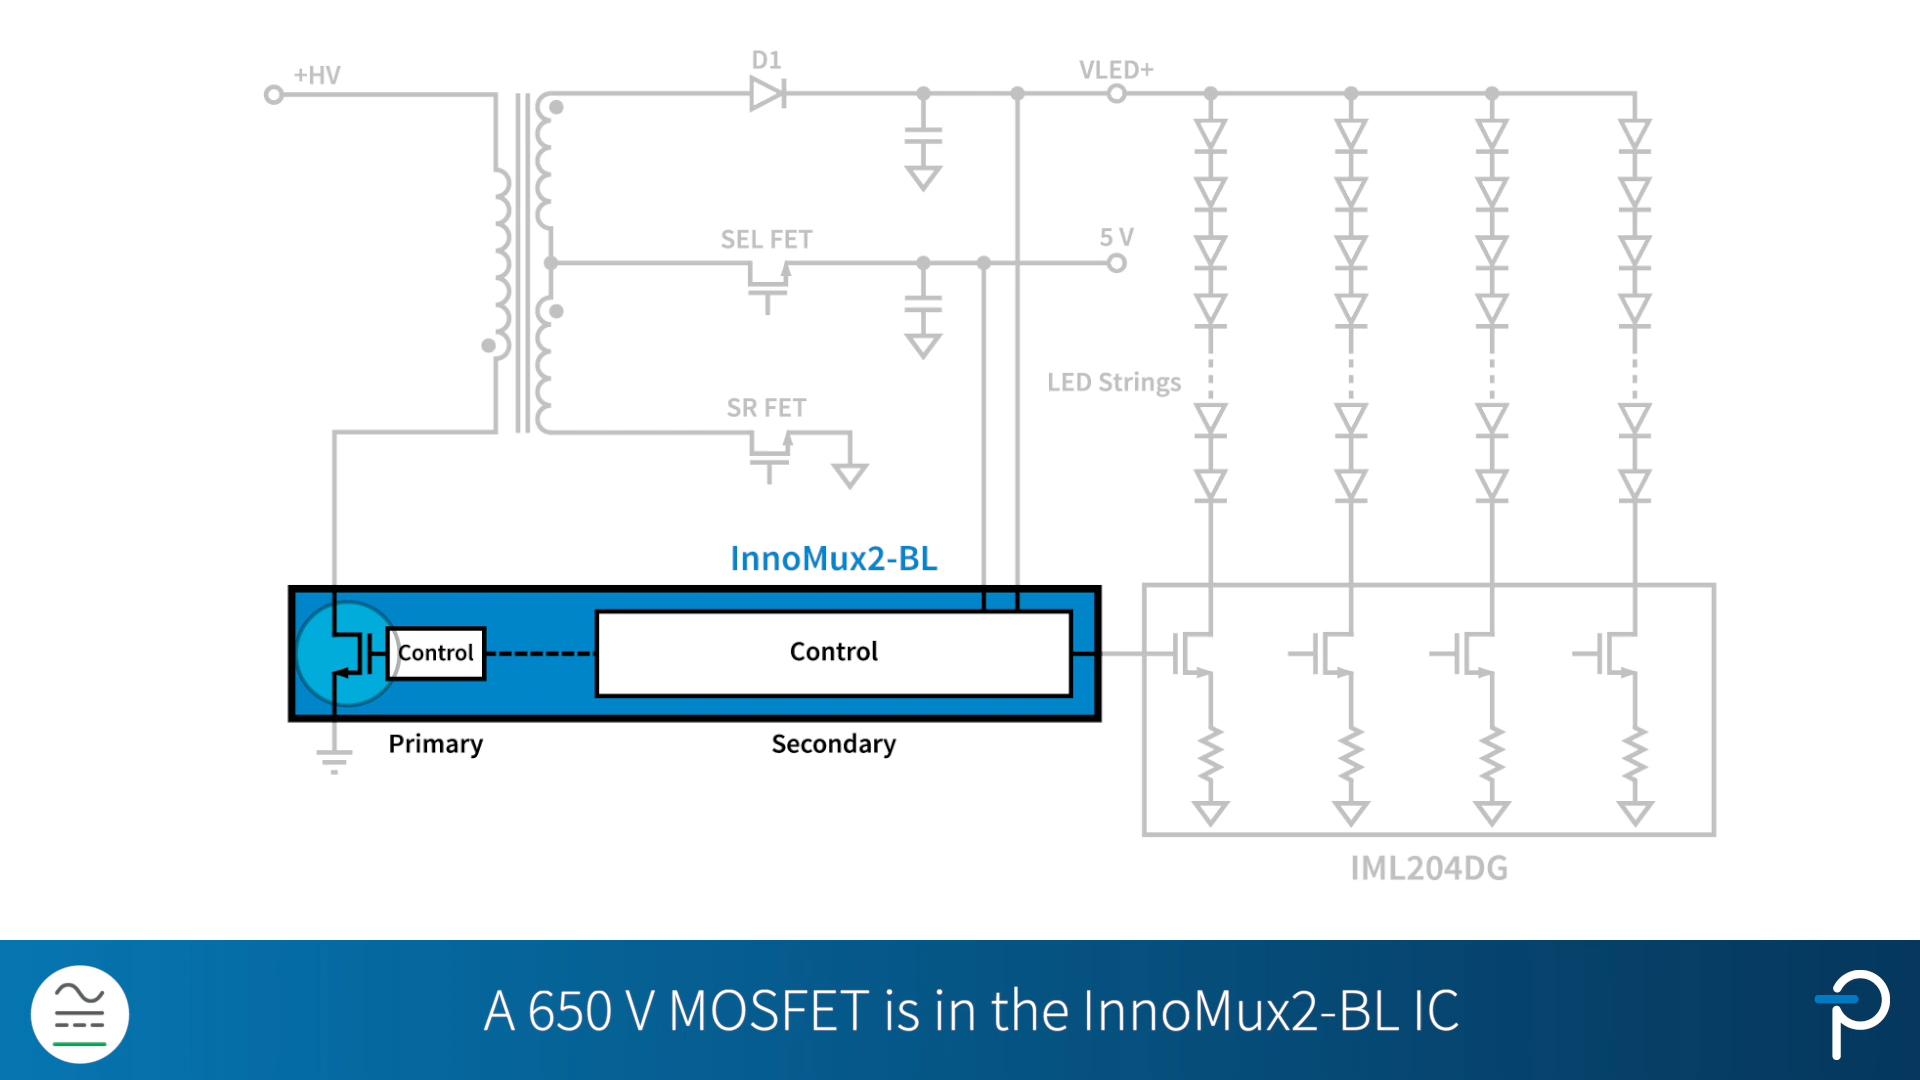 +HV
D1
VLED+
SEL FET
5 V
LED Strings
SR FET
InnoMux2-BL
Control
Control
Primary
Secondary
IML204DG
A 650 V MOSFET is in the InnoMux2-BL IC